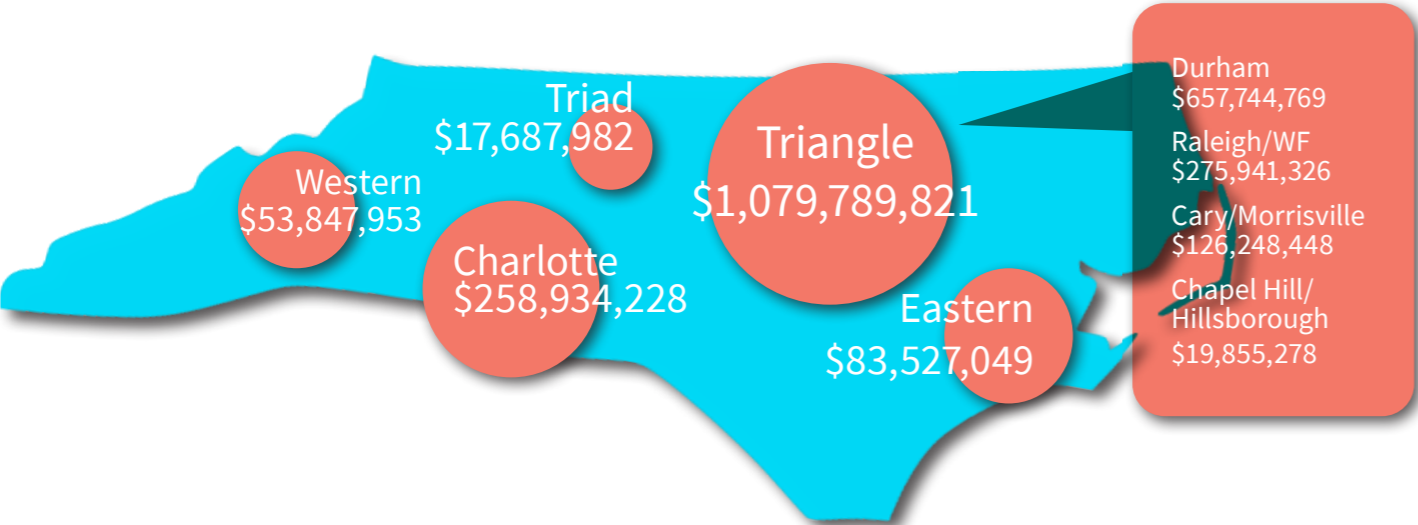 Triad
$17,687,982
Western
$53,847,953
Charlotte
$258,934,228
Triangle
$1,079,789,821
Eastern
$83,527,049
Durham
$657,744,769
Raleigh/WF
$275,941,326
Cary/Morrisville
$126,248,448
Chapel Hill/
Hillsborough
$19,855,278